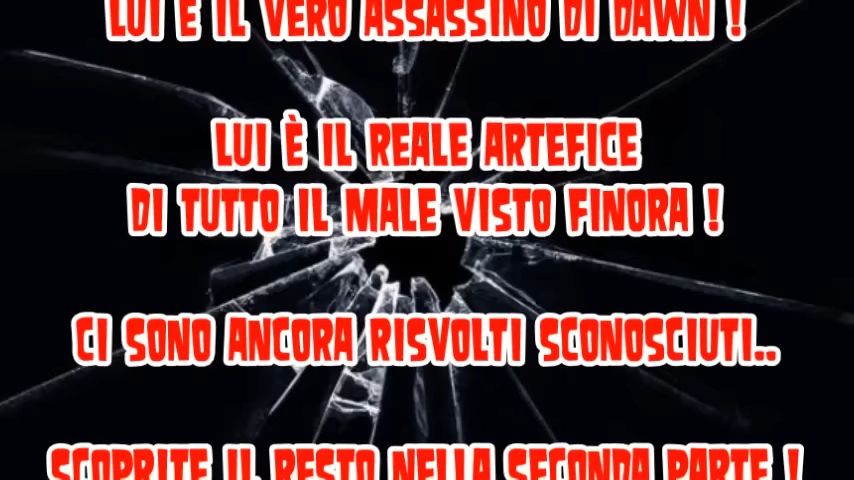 LUI È IL VERO ASSASSINO DI DAWN !
LUI È IL REALE ARTEFICE
DI TUTTO IL MALE VISTO FINORA !
CI SONO ANCORA RISVOLTI SCONOSCIUTI..
SCOPRITE IL RESTO NELLA SECONDA PARTE !